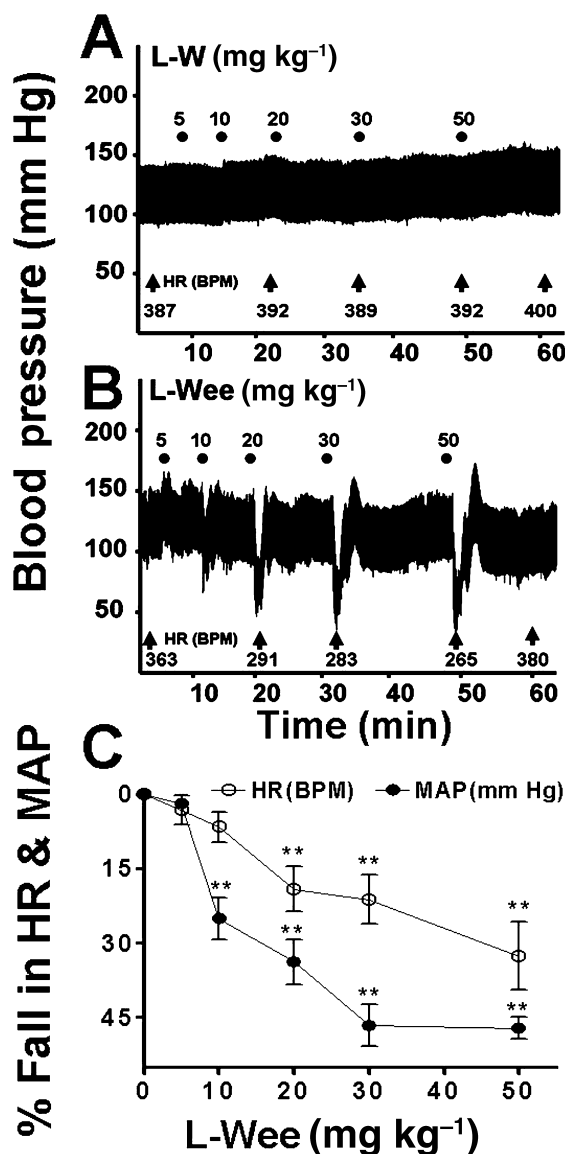 Blood pressure (mm Hg)
A
L-W (mg kg⁻¹)
200
150
100
50
5 10 20 30 50
HR (BPM)
387 392 389 392 400
10 20 30 40 50 60
B
L-Wee (mg kg⁻¹)
200
150
100
50
5 10 20 30 50
HR (BPM)
363 291 283 265 380
10 20 30 40 50 60
Time (min)
C
% Fall in HR & MAP
HR (BPM) MAP (mm Hg)
0
15
30
45
** ** ** **
** ** ** **
0 10 20 30 40 50
L-Wee (mg kg⁻¹)